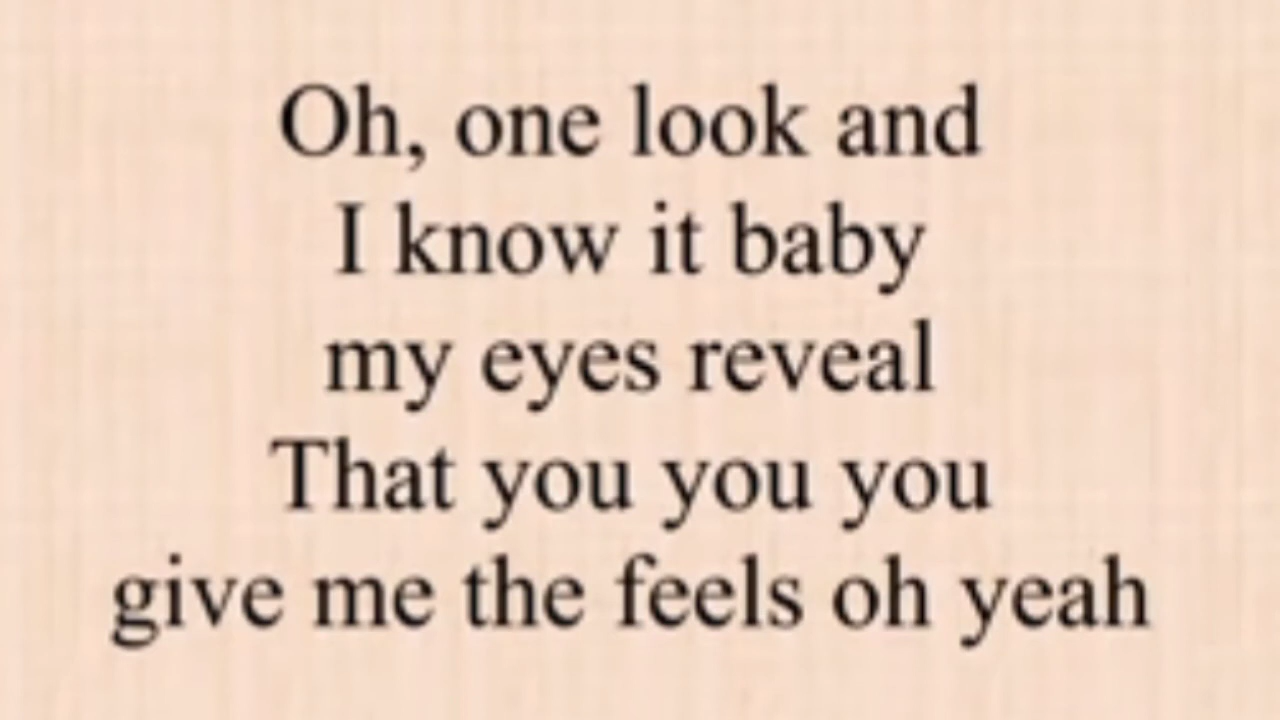 Oh, one look and
I know it baby
my eyes reveal
That you you you
give me the feels oh yeah